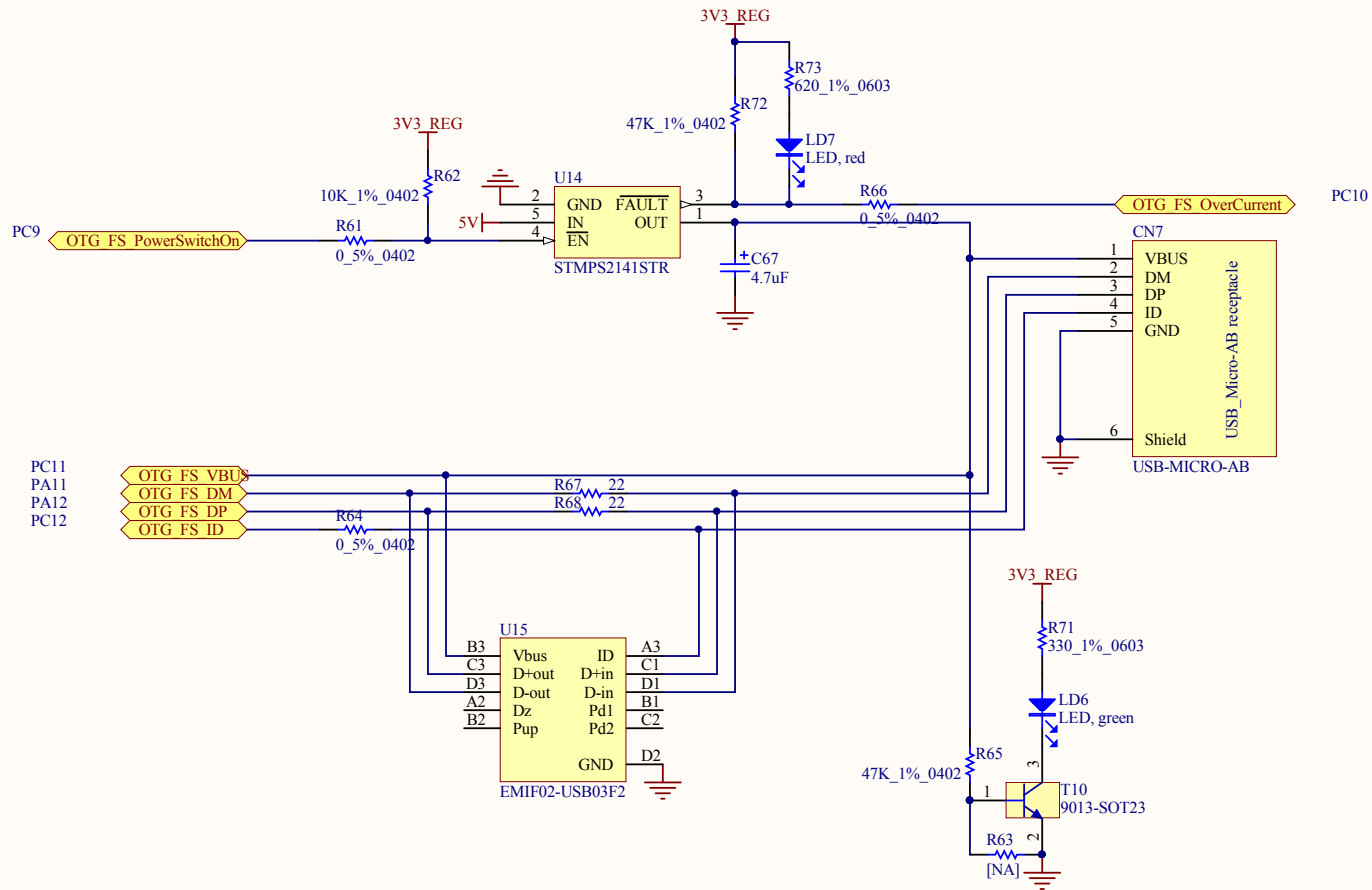 3V3_REG
R73
620_1%_0603
R72
47K_1%_0402
3V3_REG
LD7
LED, red
R62
10K_1%_0402
U14
2 GND FAULT 3
5V 5 IN OUT 1
4 EN
STMPS2141STR
R66
0_5%_0402
OTG_FS_OverCurrent PC10
PC9 OTG_FS_PowerSwitchOn
R61
0_5%_0402
C67
4.7uF
+
CN7
1 VBUS
2 DM
3 DP
4 ID
5 GND
6 Shield
USB_Micro-AB receptacle
USB-MICRO-AB
PC11 OTG_FS_VBUS
PA11 OTG_FS_DM
PA12 OTG_FS_DP
PC12 OTG_FS_ID
R67 22
R68 22
R64
0_5%_0402
U15
B3 Vbus ID A3
C3 D+out D+in C1
D3 D-out D-in D1
A2 Dz Pd1 B1
B2 Pup Pd2 C2
GND D2
EMIF02-USB03F2
3V3_REG
R71
330_1%_0603
LD6
LED, green
R65
47K_1%_0402
3
1
2
T10
9013-SOT23
R63
[NA]